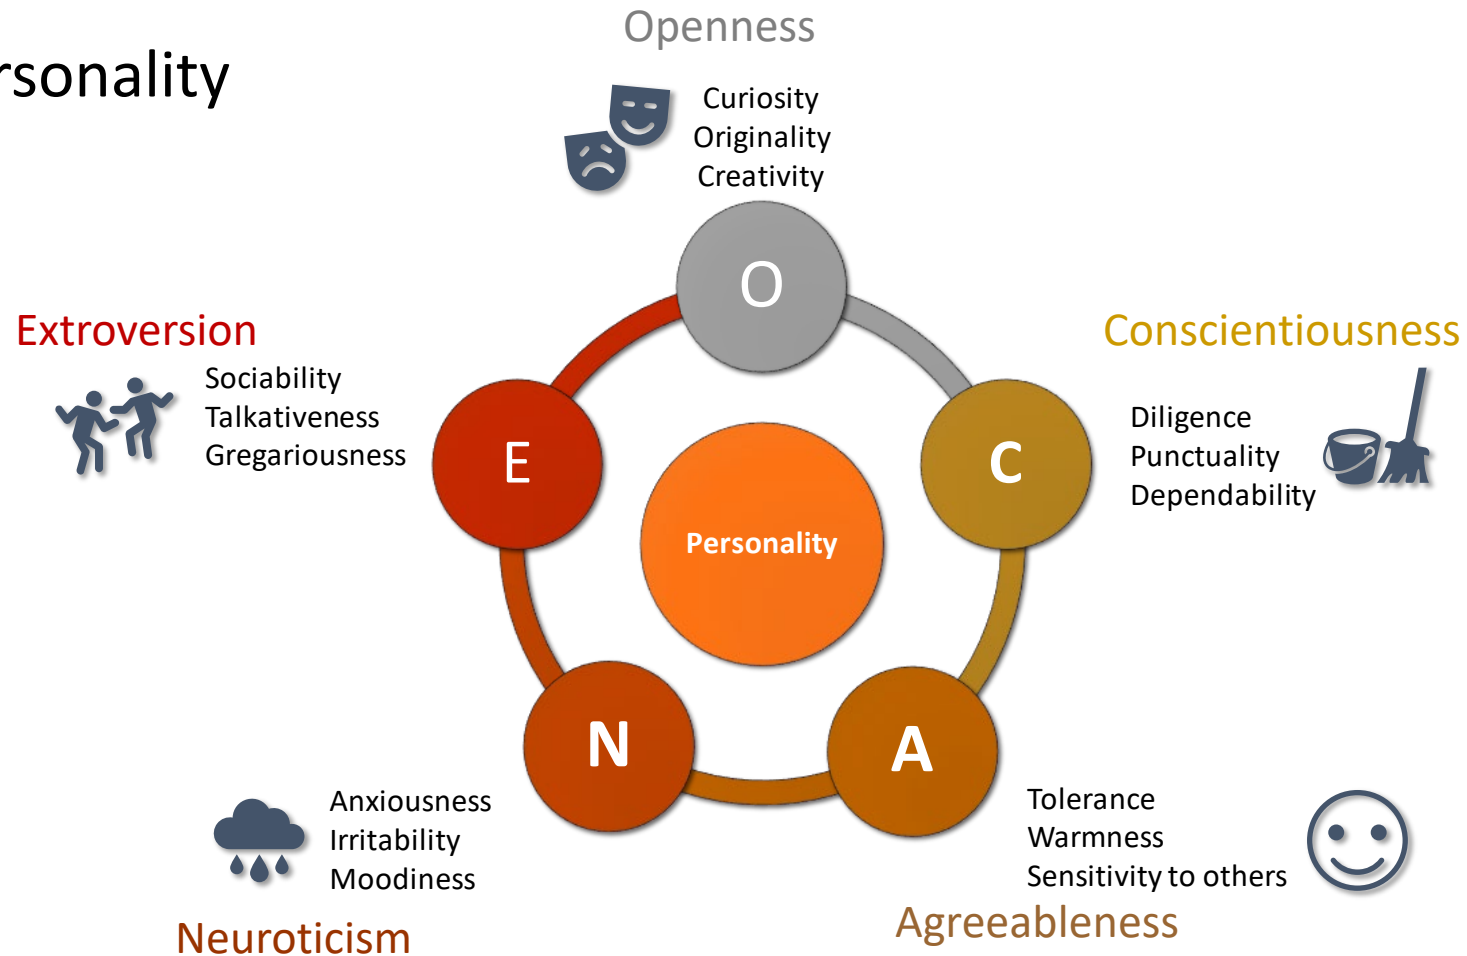 rsonality
Openness
Curiosity
Originality
Creativity
O
Extroversion
Sociability
Talkativeness
Gregariousness
E
Conscientiousness
Diligence
Punctuality
Dependability
C
Personality
N
Anxiousness
Irritability
Moodiness
Neuroticism
A
Tolerance
Warmness
Sensitivity to others
Agreeableness